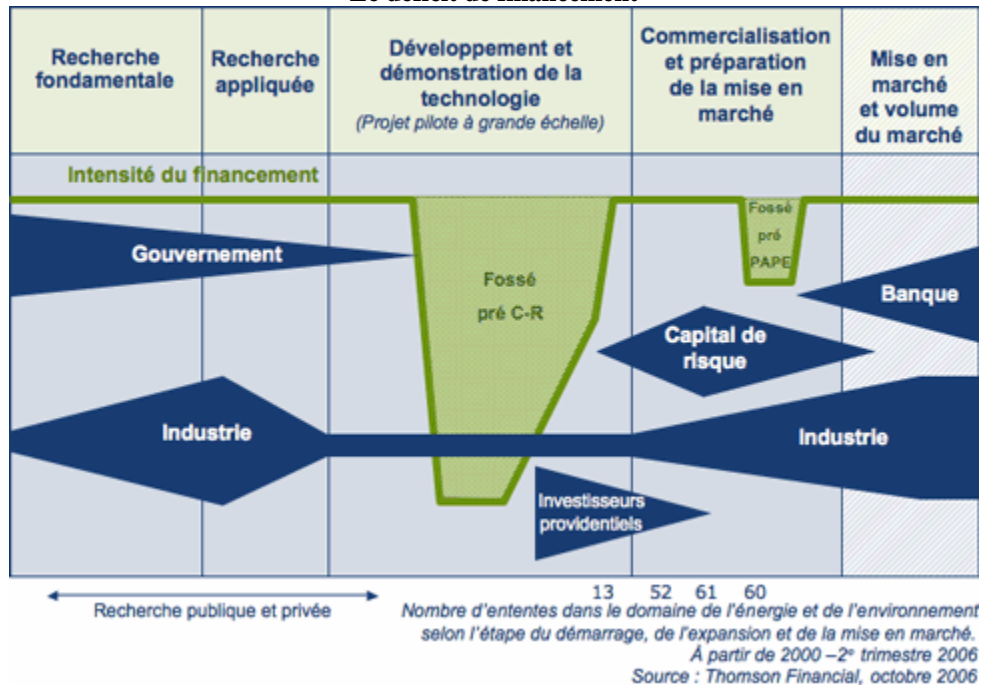 Le déficit de financement
Recherche
fondamentale
Recherche
appliquée
Développement et
démonstration de la
technologie
(Projet pilote à grande échelle)
Commercialisation
et préparation
de la mise en
marché
Mise en
marché
et volume
du marché
Intensité du financement
Gouvernement
Fossé
pré C-R
Fossé
pré
PAPE
Banque
Capital de
risque
Industrie
Industrie
Investisseurs
providentiels
13 52 61 60
Recherche publique et privée
Nombre d'ententes dans le domaine de l'énergie et de l'environnement
selon l'étape du démarrage, de l'expansion et de la mise en marché.
À partir de 2000 –2e trimestre 2006
Source : Thomson Financial, octobre 2006